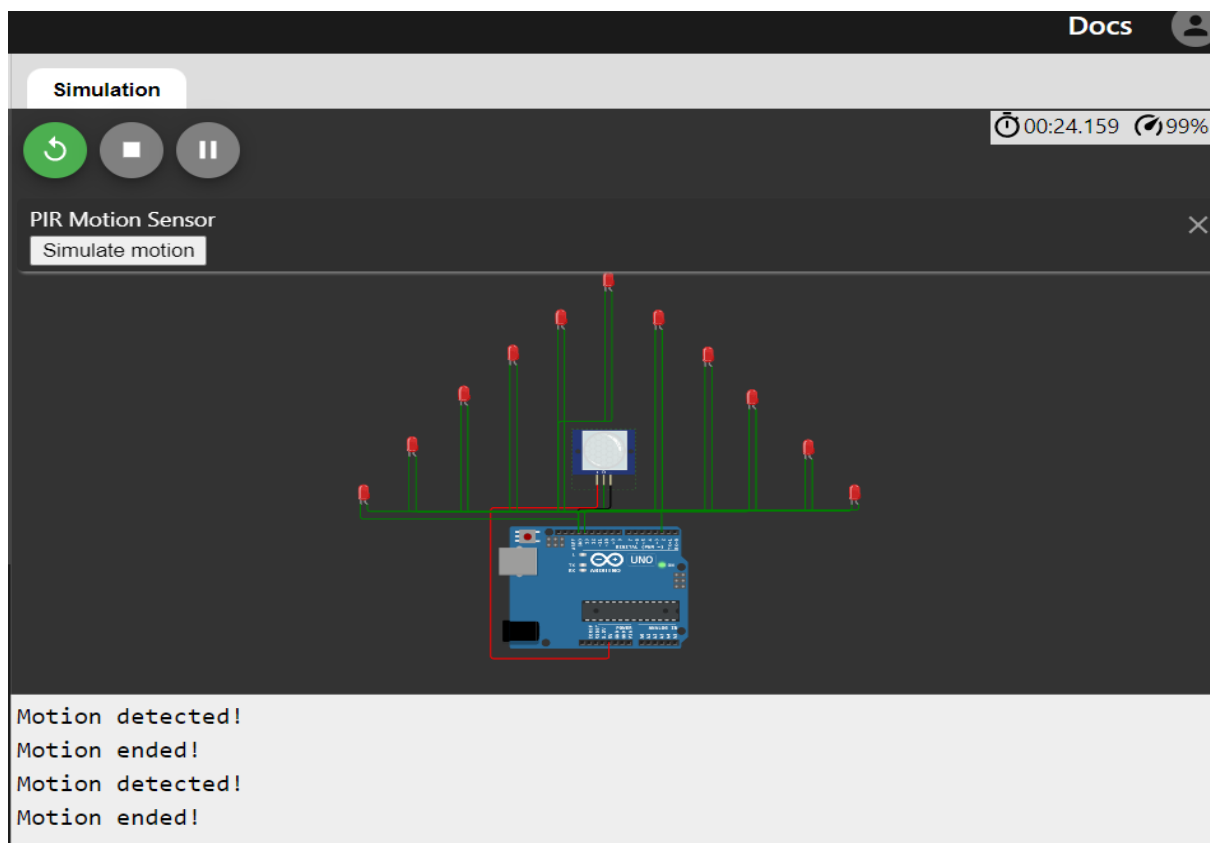 Docs
Simulation
00:24.159 99%
PIR Motion Sensor
Simulate motion
UNO
Motion detected!
Motion ended!
Motion detected!
Motion ended!